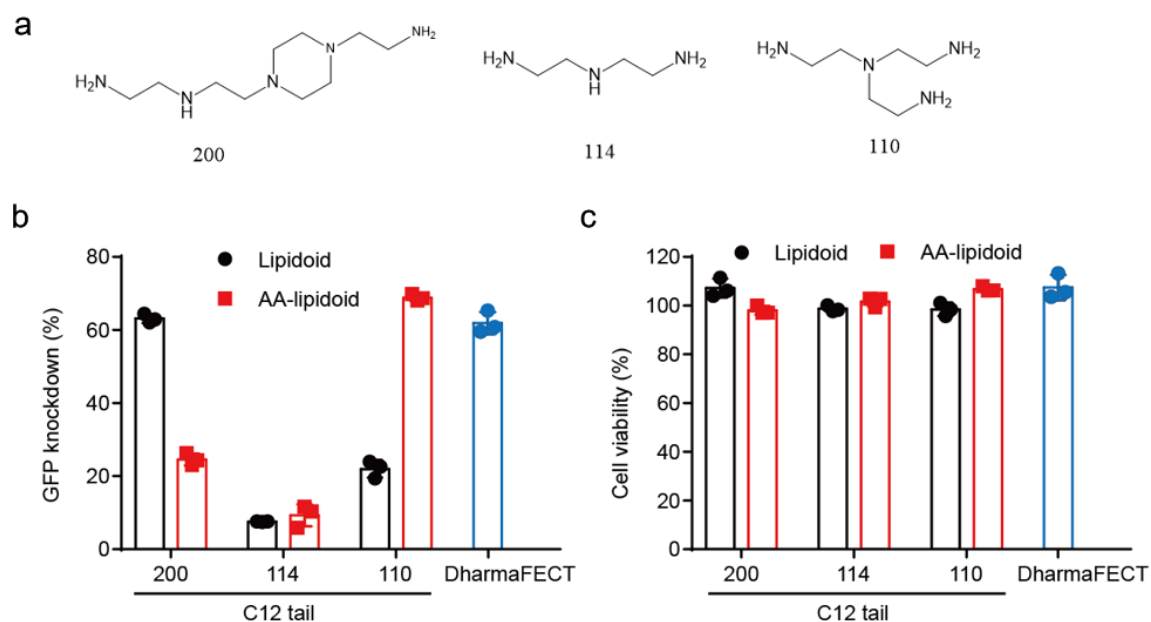 a
NH2
H2N
N
N
N
H
200
H2N
N
H
NH2
114
H2N
N
NH2
NH2
110
b
GFP knockdown (%)
80
60
40
20
0
Lipidoid
AA-lipidoid
200 114 110 DharmaFECT
C12 tail
c
Cell viability (%)
120
100
80
60
40
20
0
Lipidoid AA-lipidoid
200 114 110 DharmaFECT
C12 tail